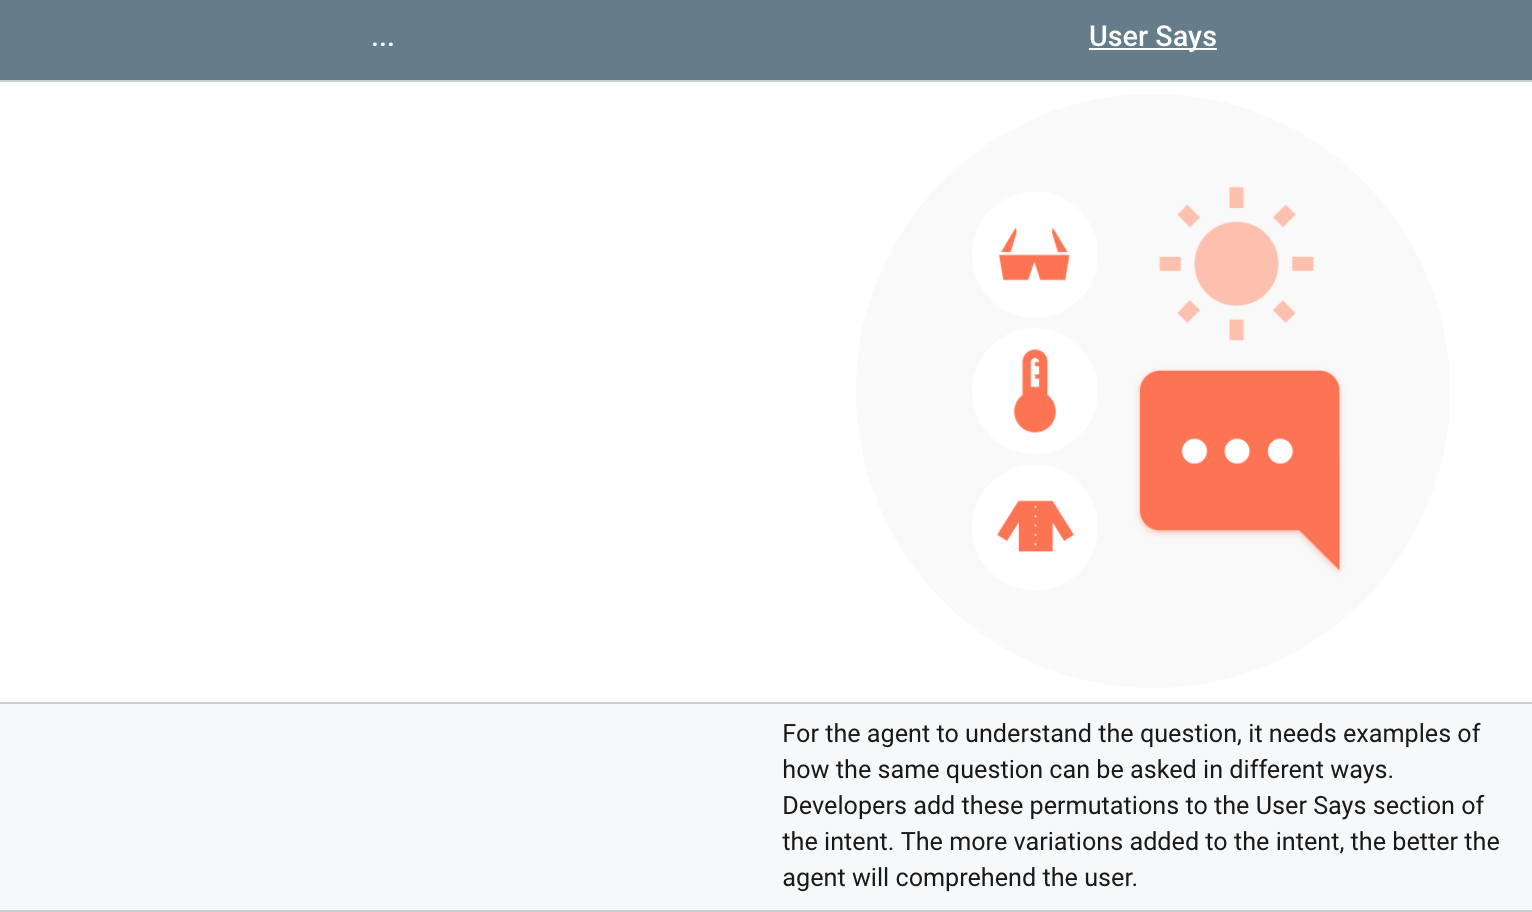 ...
User Says
For the agent to understand the question, it needs examples of
how the same question can be asked in different ways.
Developers add these permutations to the User Says section of
the intent. The more variations added to the intent, the better the
agent will comprehend the user.